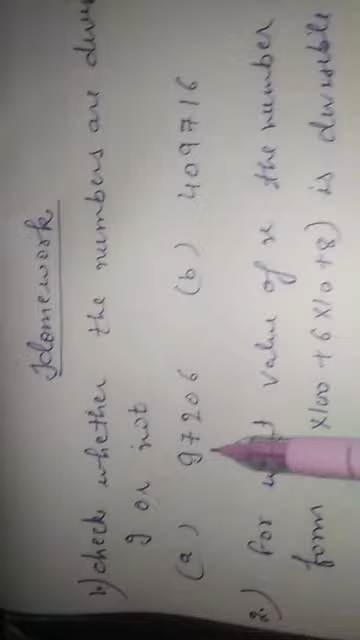 Homework
1) check whether the numbers are
9 or not
(a) 97206 (b) 409716
2) For value of x the number
form x100 + 6x10+8) is divisible